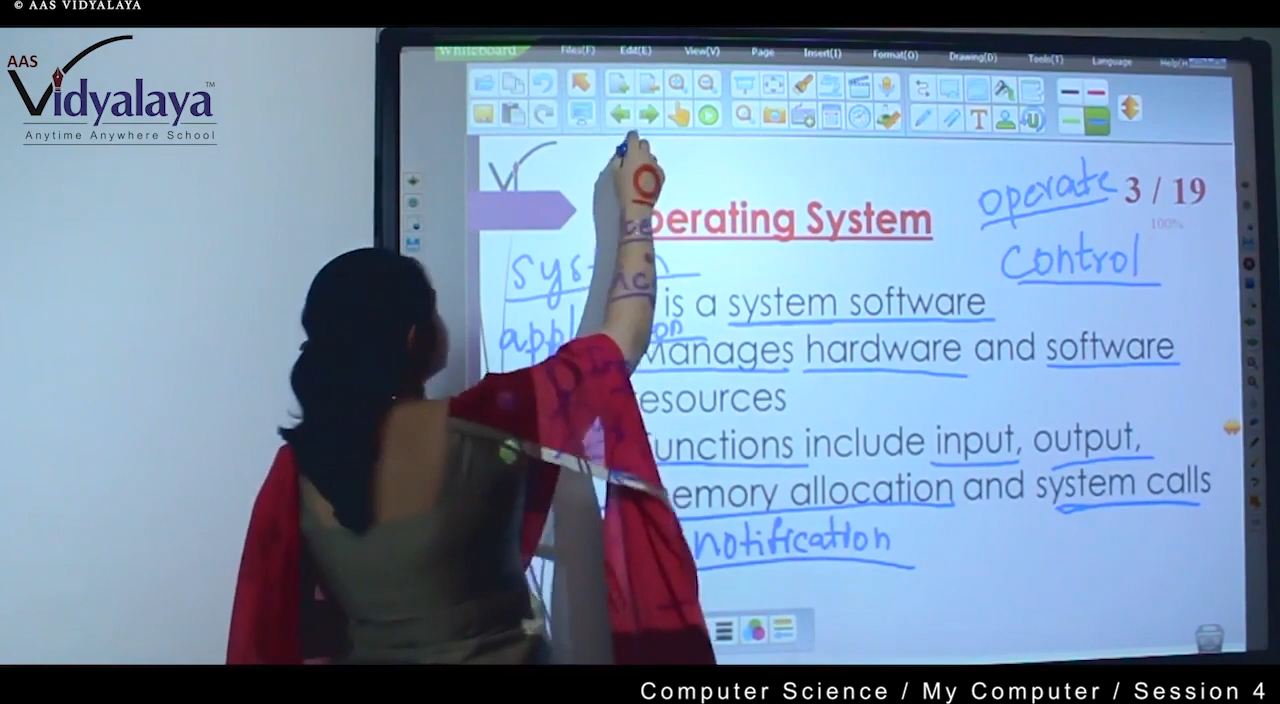 © AAS VIDYALAYA
AAS
Vidyalaya™
Anytime Anywhere School
Whiteboard Files(F) Edit(E) View(V) Page Insert(I) Format(O) Drawing(D) Tools(T) Language
operate 3 / 19
100%
Operating System
control
is a system software
Manages hardware and software
esources
unctions include input, output,
emory allocation and system calls
notification
Computer Science / My Computer / Session 4